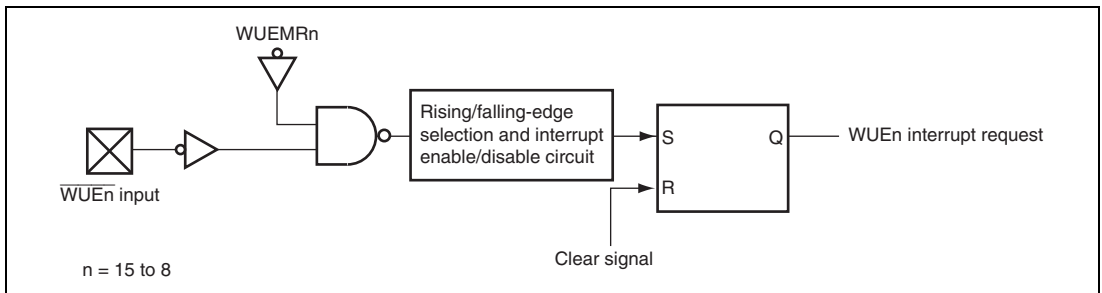 WUEMRn
Rising/falling-edge
selection and interrupt
enable/disable circuit
S
Q
WUEn interrupt request
R
WUEn input
Clear signal
n = 15 to 8